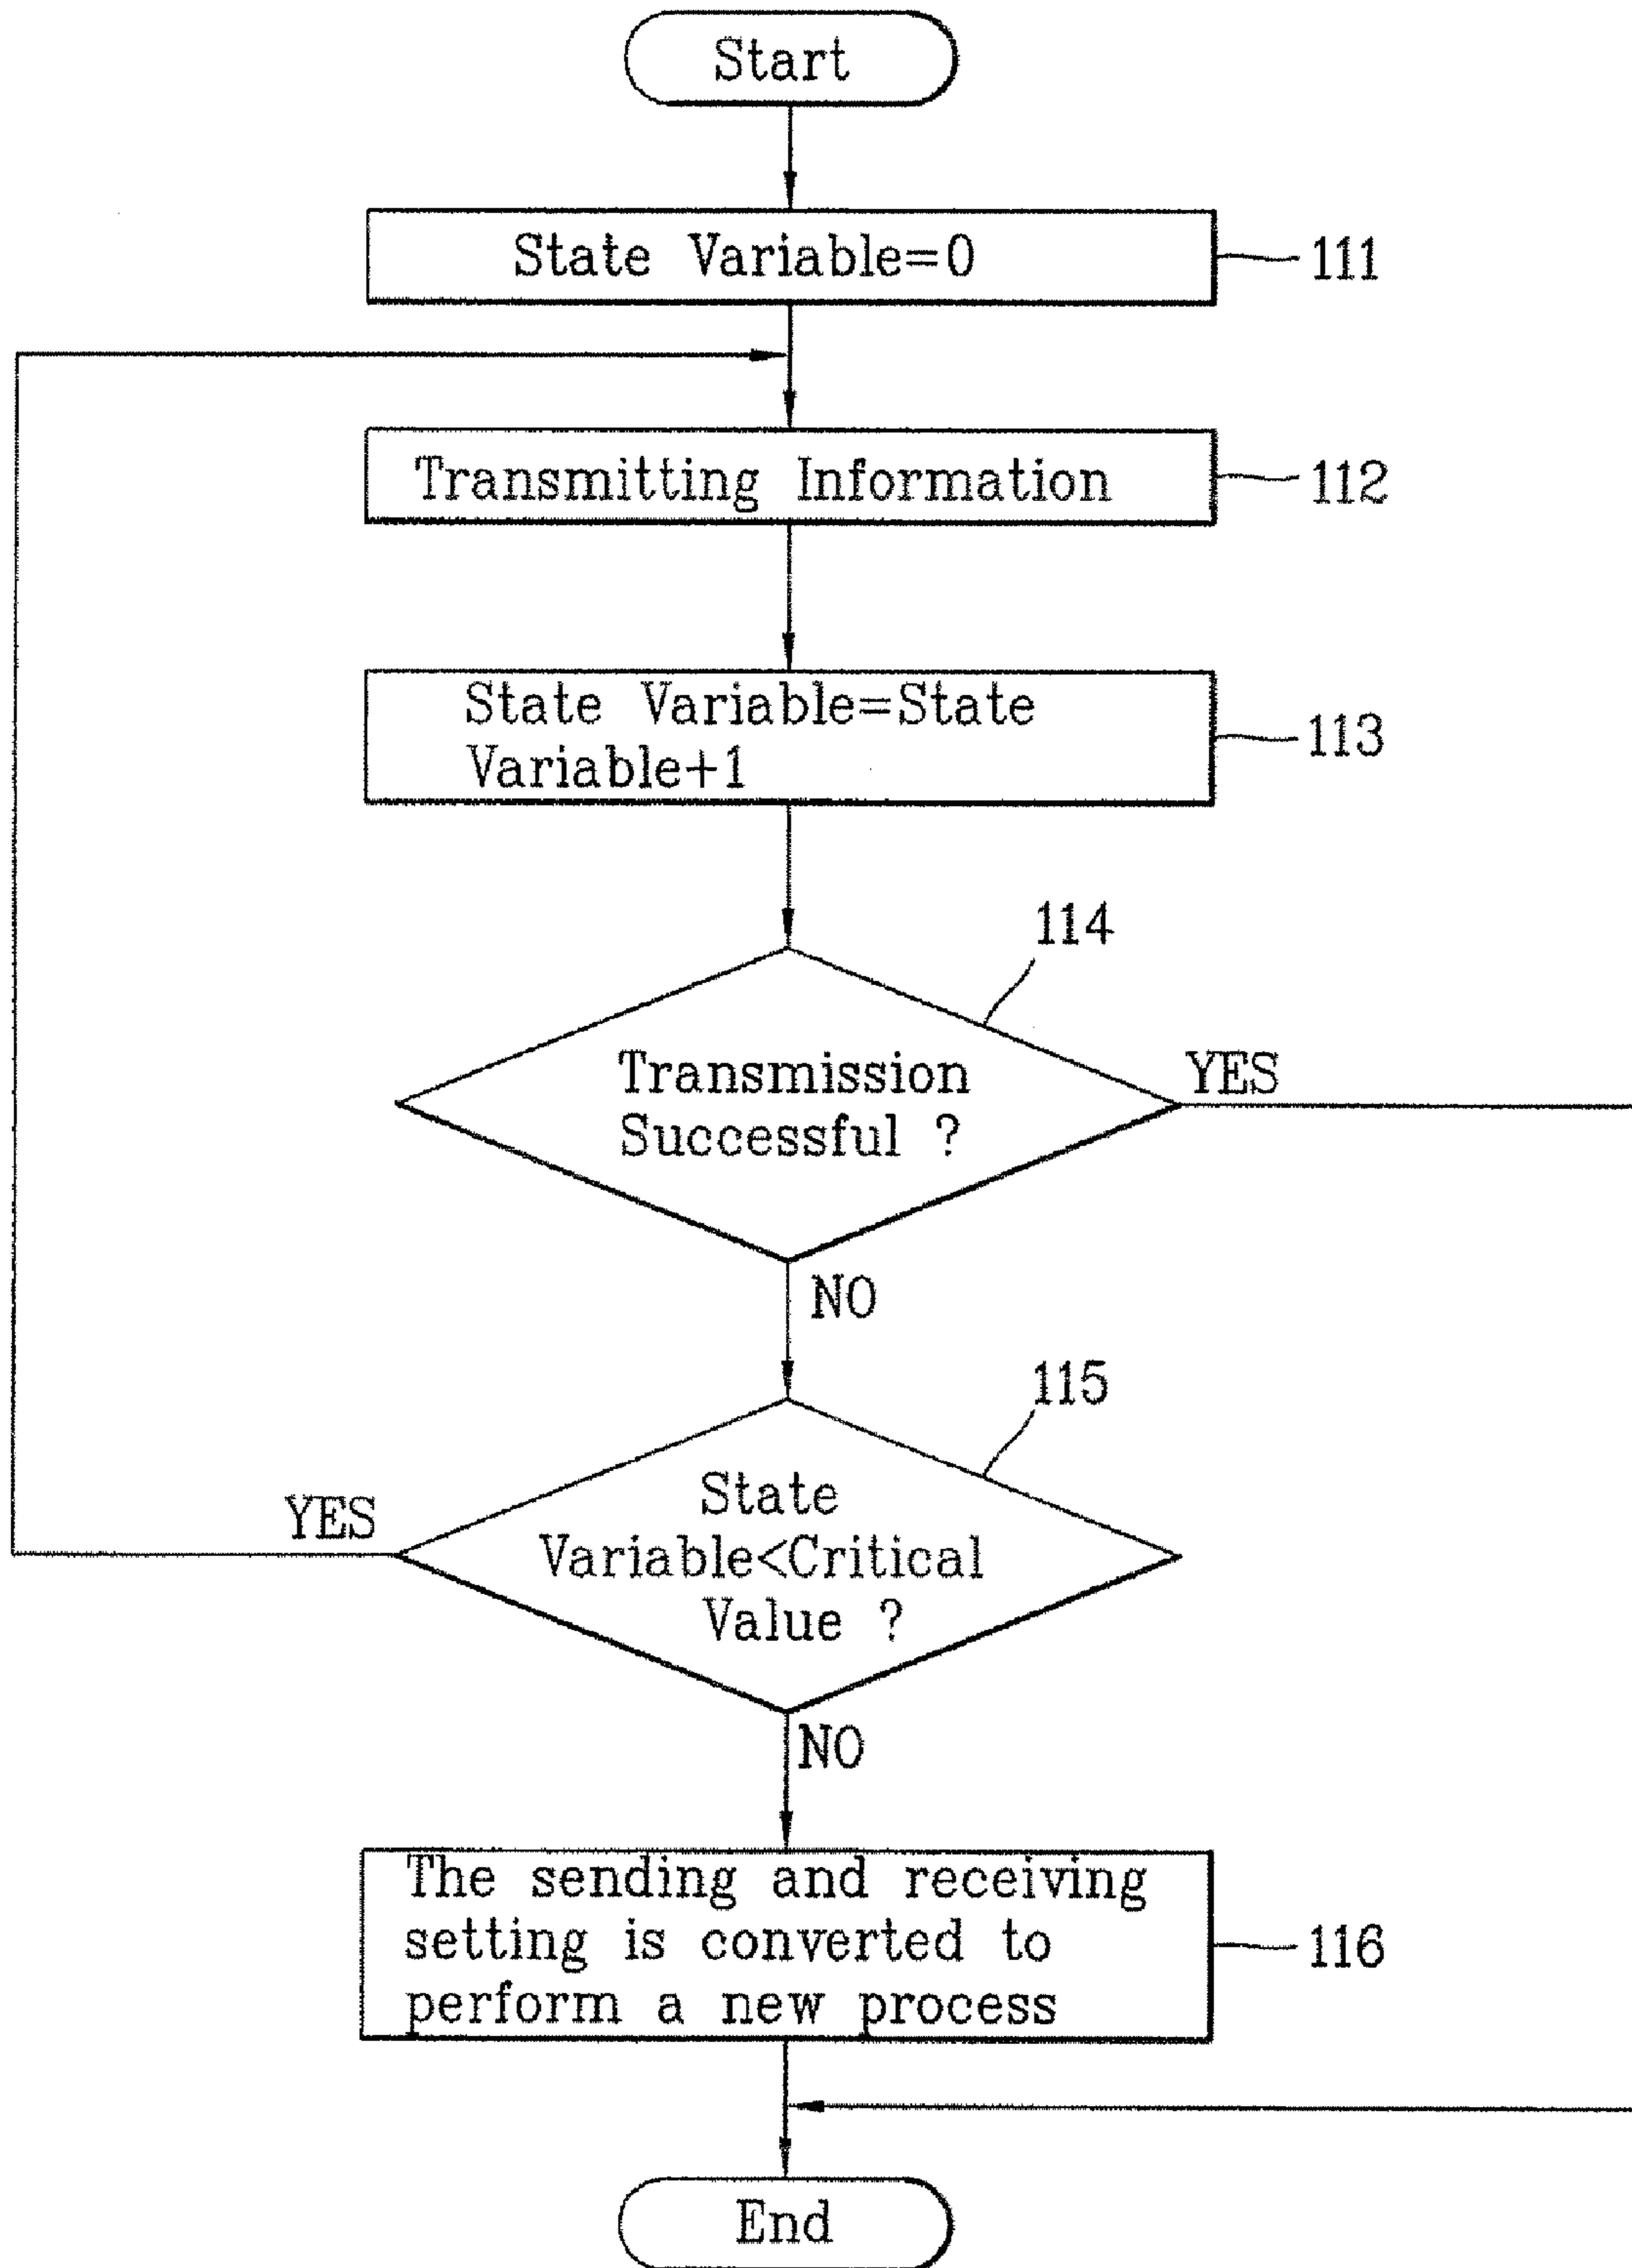 Start
State Variable=0
111
Transmitting Information
112
State Variable=State
Variable+1
113
114
Transmission
Successful ?
YES
NO
115
State
Variable<Critical
Value ?
YES
NO
The sending and receiving
setting is converted to
perform a new process
116
End